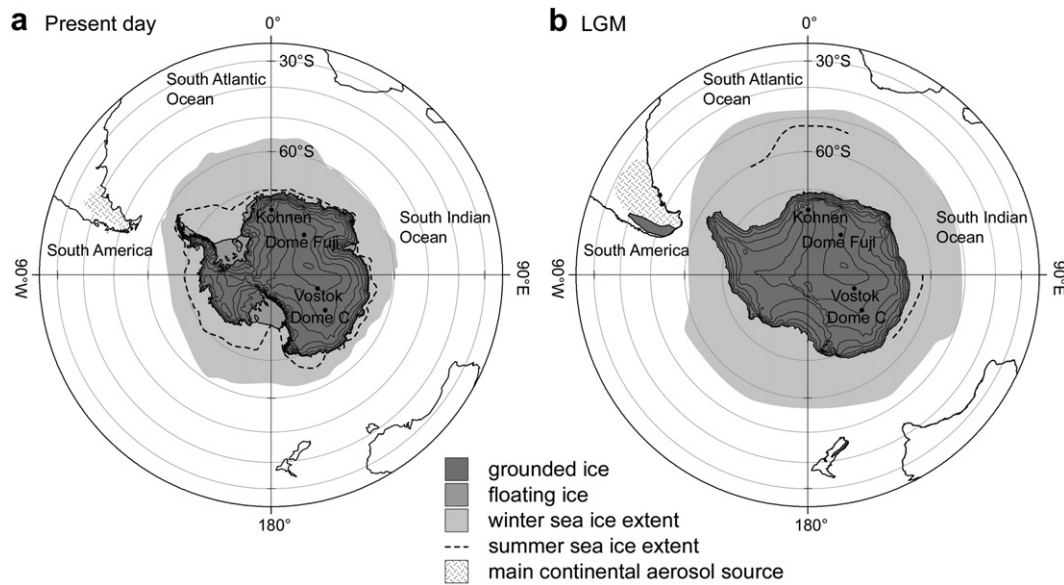 a Present day
0°
30°S
South Atlantic
Ocean
60°S
Kohnen
Dome Fuji
South Indian
Ocean
South America
90°W
90°E
Vostok
Dome C
180°
b LGM
0°
30°S
South Atlantic
Ocean
60°S
Kohnen
Dome Fuji
South Indian
Ocean
South America
90°W
90°E
Vostok
Dome C
180°
grounded ice
floating ice
winter sea ice extent
summer sea ice extent
main continental aerosol source